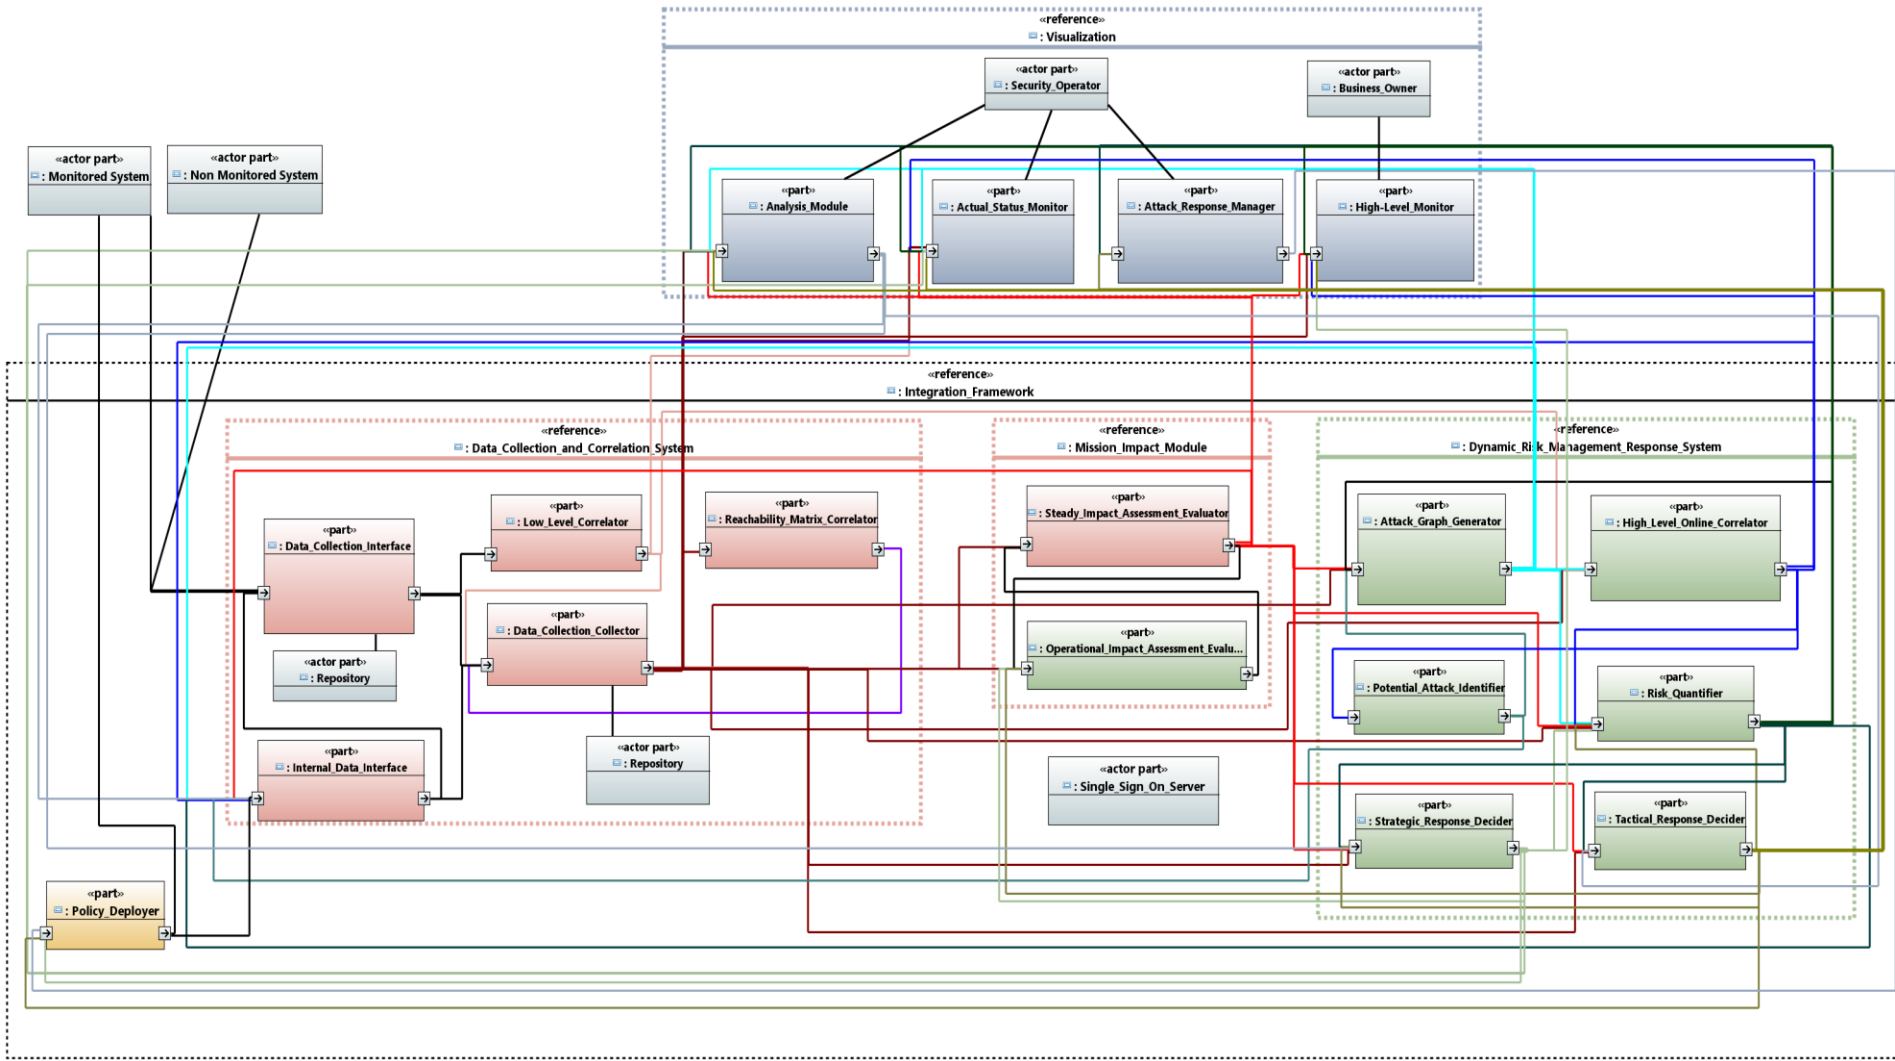 «reference»
: Visualization
«actor part»
: Security_Operator
«actor part»
: Business_Owner
«actor part»
: Monitored System
«actor part»
: Non Monitored System
«part»
: Analysis_Module
«part»
: Actual_Status_Monitor
«part»
: Attack_Response_Manager
«part»
: High-Level_Monitor
«reference»
: Integration_Framework
«reference»
: Data_Collection_and_Correlation_System
«reference»
: Mission_Impact_Module
«reference»
: Dynamic_Risk_Management_Response_System
«part»
: Data_Collection_Interface
«part»
: Low_Level_Correlator
«part»
: Reachability_Matrix_Correlator
«part»
: Steady_Impact_Assessment_Evaluator
«part»
: Attack_Graph_Generator
«part»
: High_Level_Online_Correlator
«actor part»
: Repository
«part»
: Data_Collection_Collector
«part»
: Operational_Impact_Assessment_Evalu...
«part»
: Potential_Attack_Identifier
«part»
: Risk_Quantifier
«part»
: Internal_Data_Interface
«actor part»
: Repository
«actor part»
: Single_Sign_On_Server
«part»
: Strategic_Response_Decider
«part»
: Tactical_Response_Decider
«part»
: Policy_Deployer